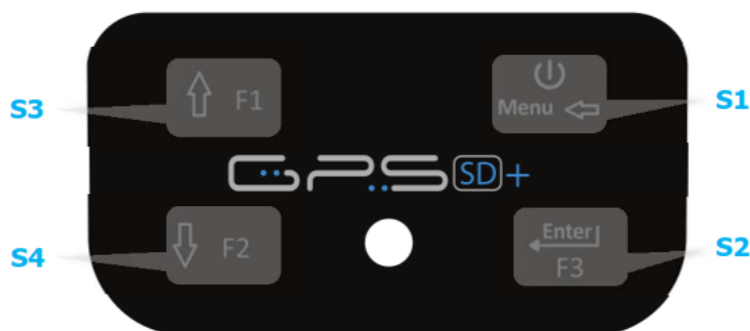 S3
F1
Menu
S1
GPS SD+
S4
F2
Enter
F3
S2